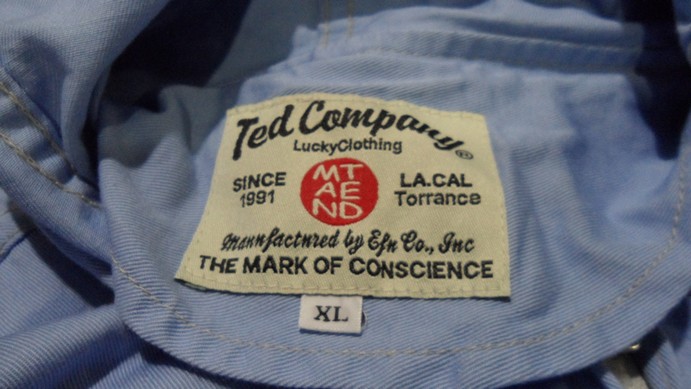 Ted Company®
LuckyClothing
SINCE
1991
MT
AE
ND
LA.CAL
Torrance
Manufactured by Efn Co., Inc
THE MARK OF CONSCIENCE
XL